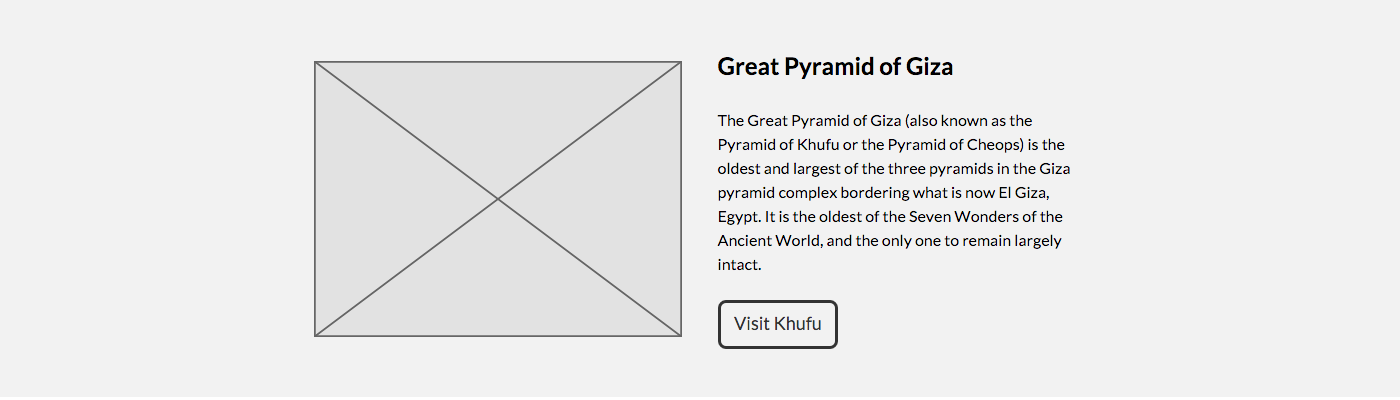 Great Pyramid of Giza
The Great Pyramid of Giza (also known as the
Pyramid of Khufu or the Pyramid of Cheops) is the
oldest and largest of the three pyramids in the Giza
pyramid complex bordering what is now El Giza,
Egypt. It is the oldest of the Seven Wonders of the
Ancient World, and the only one to remain largely
intact.
Visit Khufu